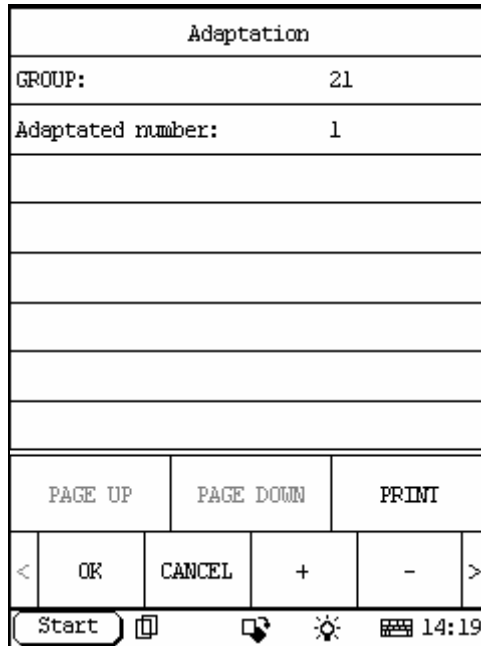 Adaptation
GROUP: 21
Adaptated number: 1
PAGE UP PAGE DOWN PRINT
< OK CANCEL + - >
Start 14:19